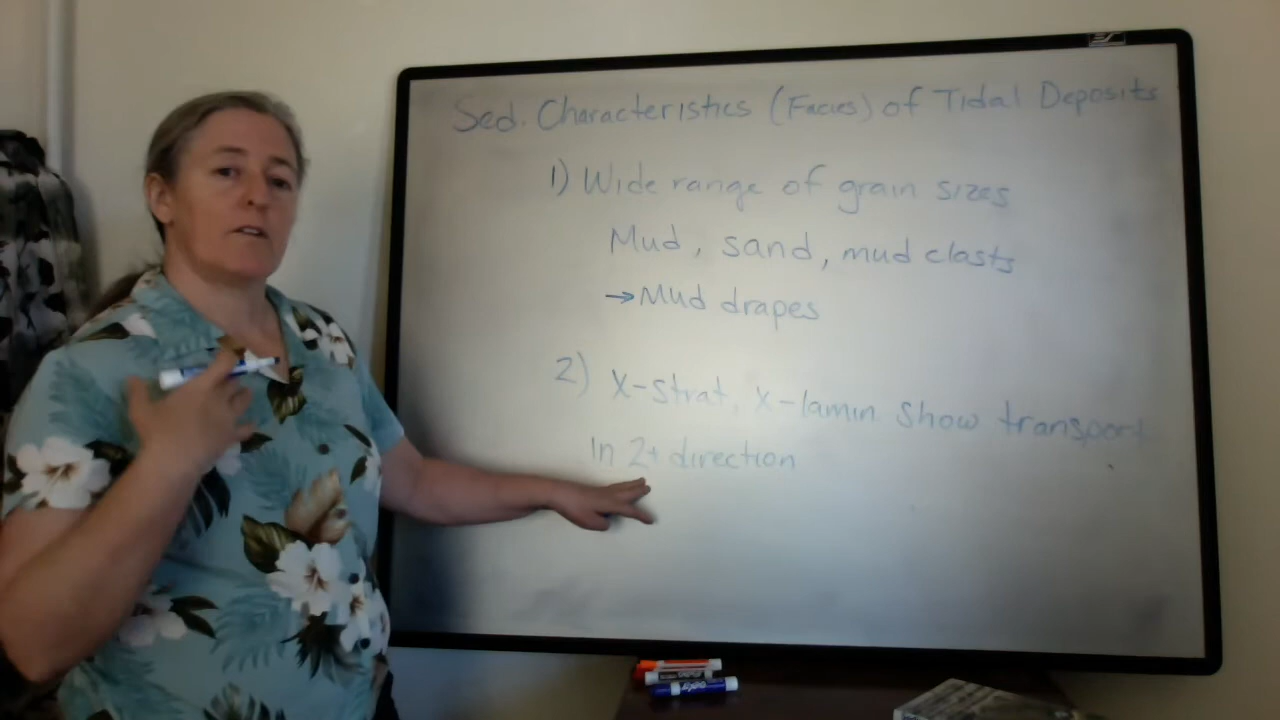 Sed. Characteristics (Facies) of Tidal Deposits
1) Wide range of grain sizes
Mud, sand, mud clasts
→ Mud drapes
2) X-strat, x-lamin show transport
in 2+ direction